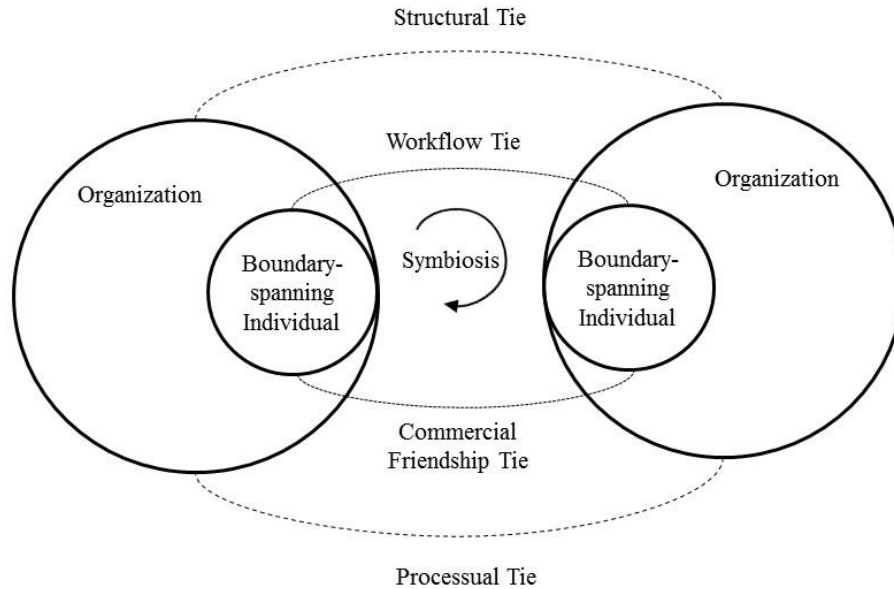 Structural Tie
Workflow Tie
Organization
Organization
Boundary-
spanning
Individual
Symbiosis
Boundary-
spanning
Individual
Commercial
Friendship Tie
Processual Tie